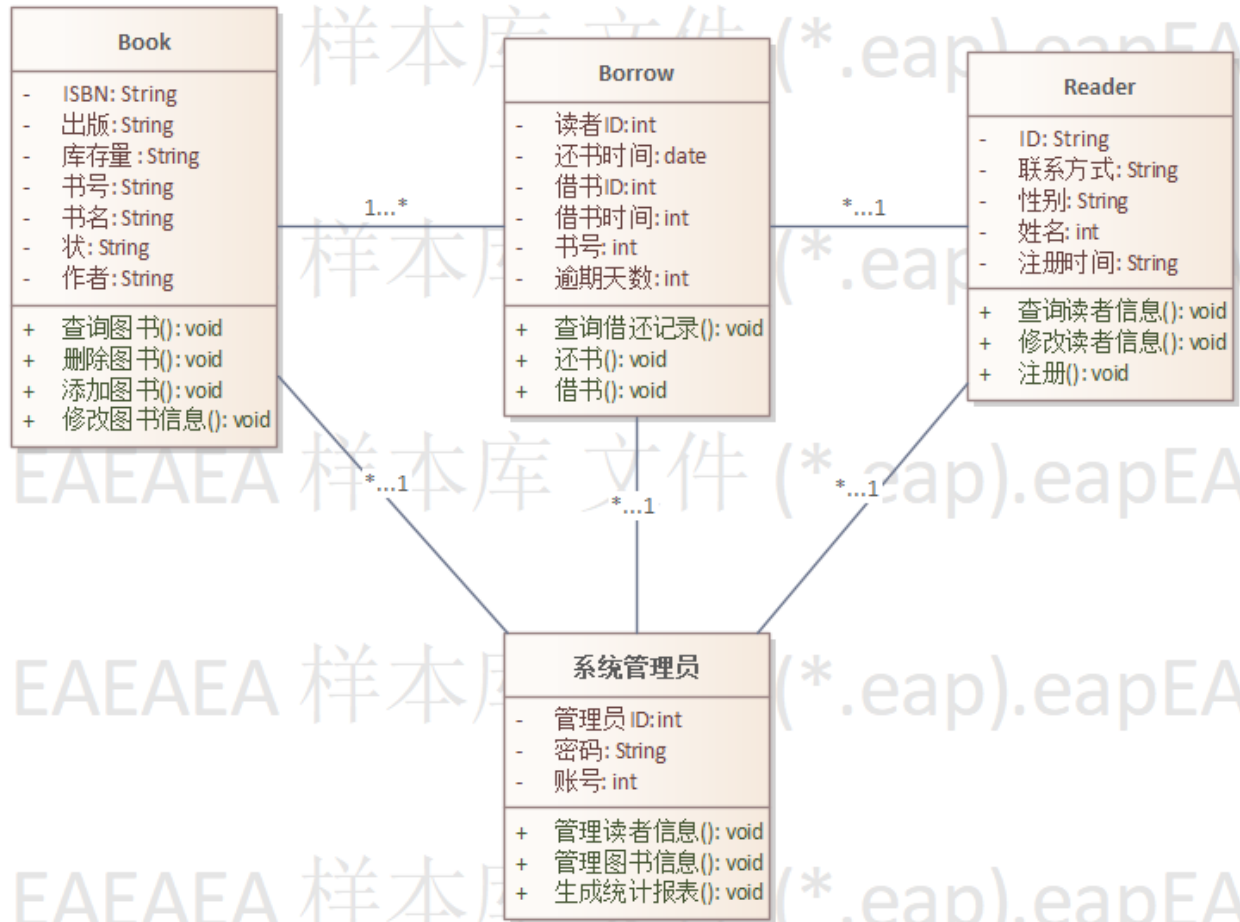 Book
- ISBN: String
- 出版: String
- 库存量: String
- 书号: String
- 书名: String
- 状: String
- 作者: String
+ 查询图书(): void
+ 删除图书(): void
+ 添加图书(): void
+ 修改图书信息(): void
1...*
Borrow
- 读者ID: int
- 还书时间: date
- 借书ID: int
- 借书时间: int
- 书号: int
- 逾期天数: int
+ 查询借还记录(): void
+ 还书(): void
+ 借书(): void
*...1
Reader
- ID: String
- 联系方式: String
- 性别: String
- 姓名: int
- 注册时间: String
+ 查询读者信息(): void
+ 修改读者信息(): void
+ 注册(): void
*...1
*...1
*...1
系统管理员
- 管理员ID: int
- 密码: String
- 账号: int
+ 管理读者信息(): void
+ 管理图书信息(): void
+ 生成统计报表(): void
样本库 文件 (*.eap).eapEA
样本 (*.eap).eapEA
EAEAEA 样本库 文件 (*.eap).eapEA
EAEAEA 样本库 (*.eap).eapEA
EAEAEA 样本库 (*.eap).eapEA